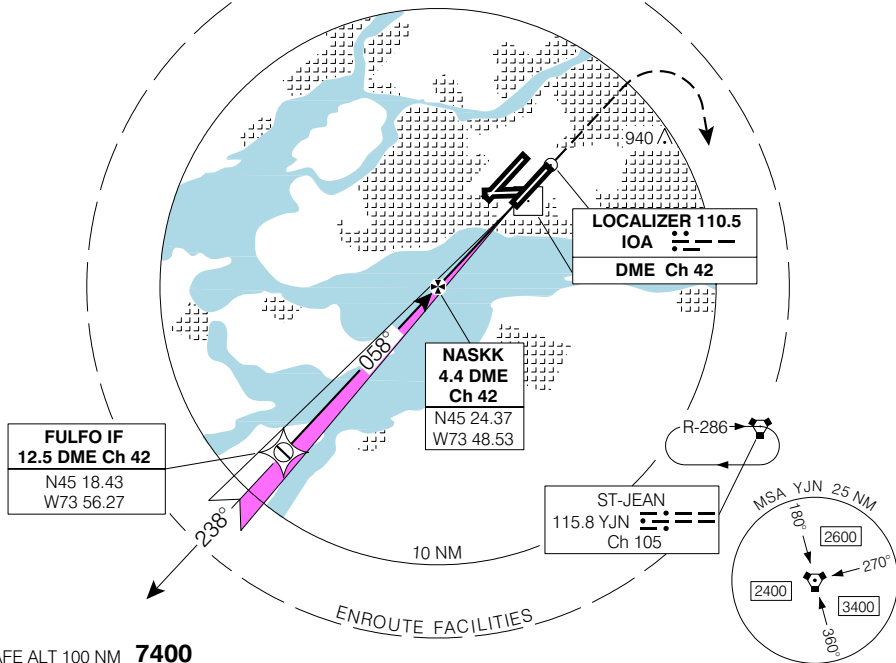 940
LOCALIZER 110.5
IOA
DME Ch 42
058°
NASKK
4.4 DME
Ch 42
N45 24.37
W73 48.53
FULFO IF
12.5 DME Ch 42
N45 18.43
W73 56.27
238°
R-286
ST-JEAN
115.8 YJN
Ch 105
10 NM
ENROUTE FACILITIES
MSA YJN 25 NM
180°
2600
270°
2400
3400
360°
AFE ALT 100 NM 7400